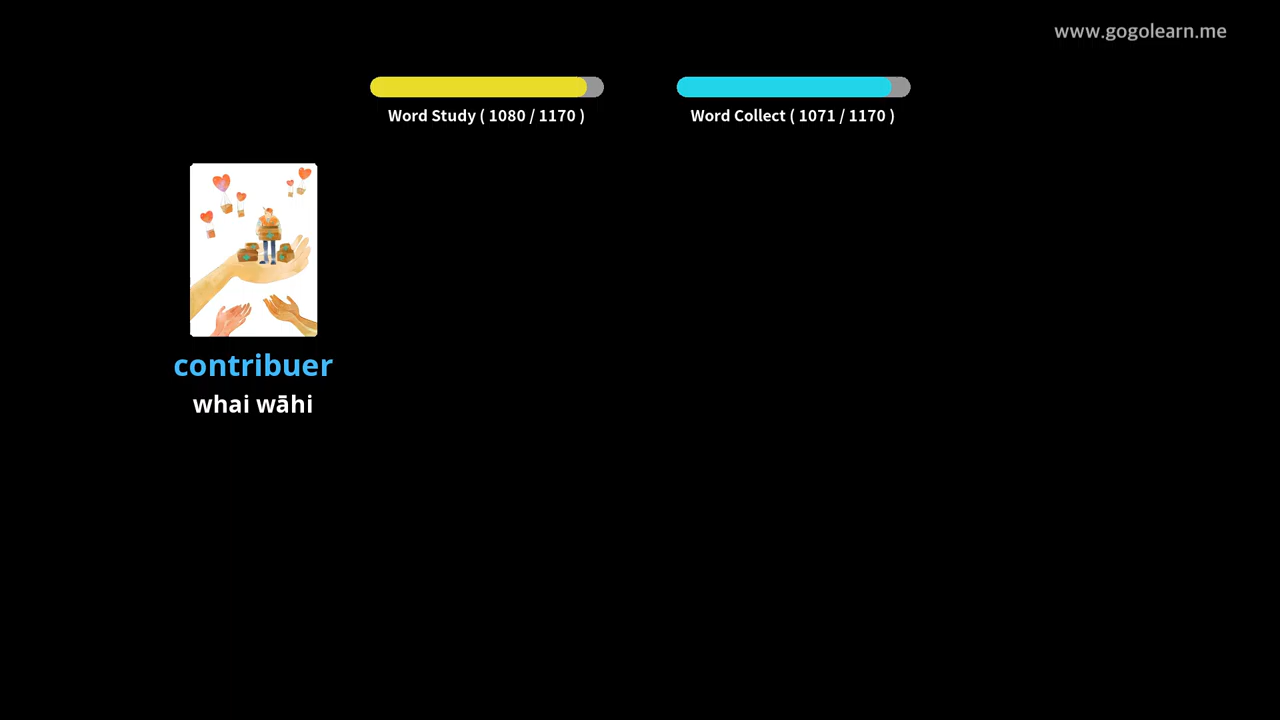 www.gogolearn.me
Word Study ( 1080 / 1170 )
Word Collect ( 1071 / 1170 )
contribuer
whai wāhi